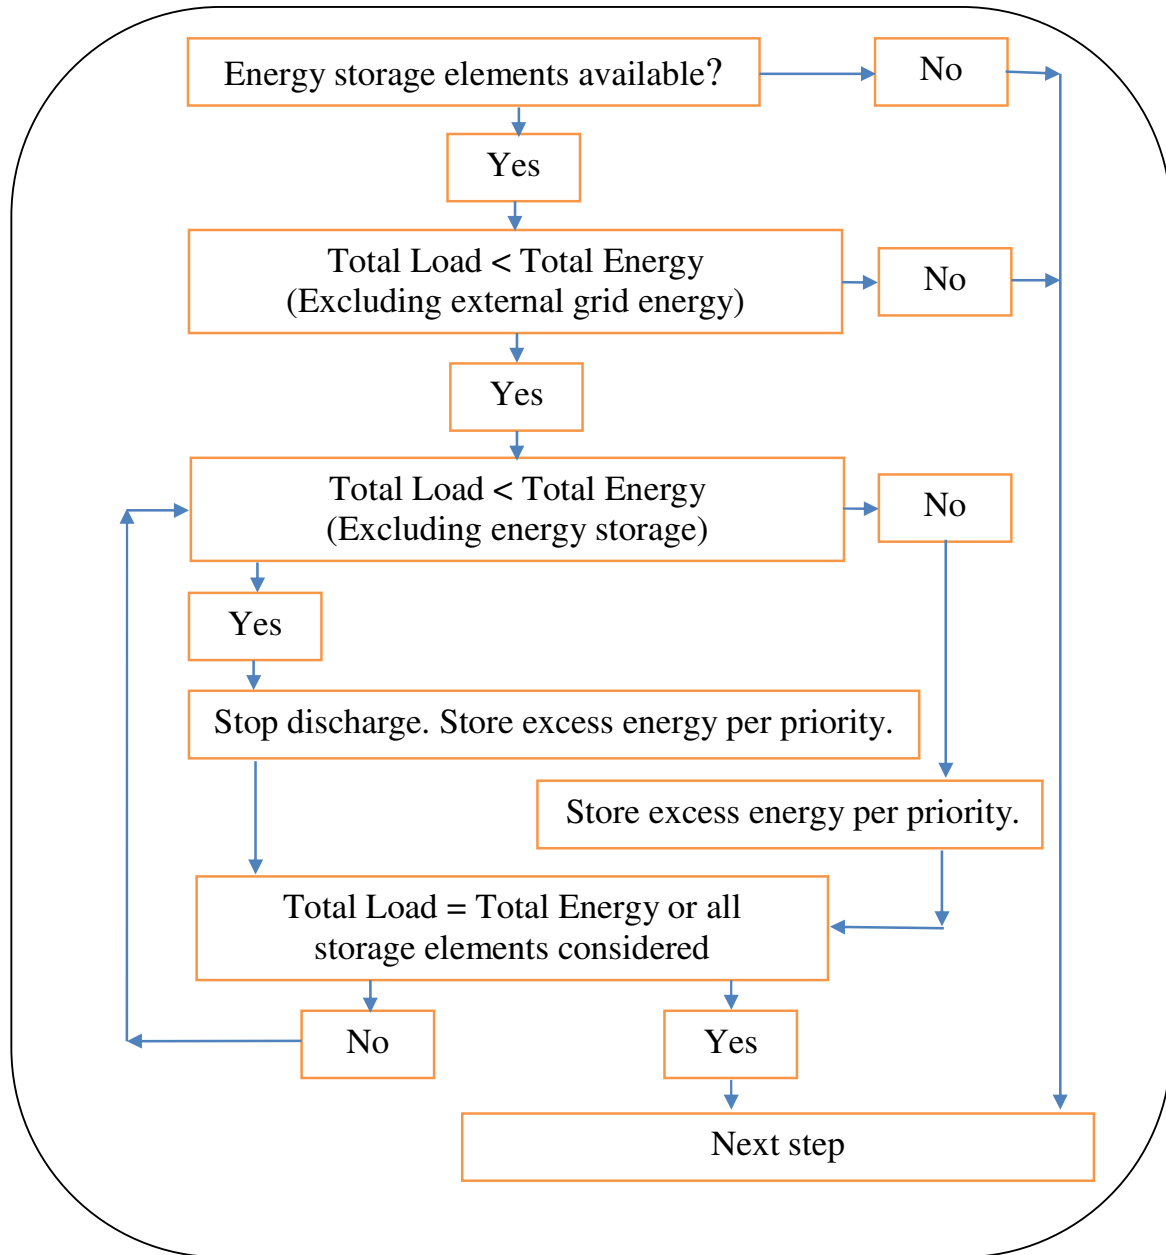 Energy storage elements available?
No
Yes
Total Load < Total Energy
(Excluding external grid energy)
No
Yes
Total Load < Total Energy
(Excluding energy storage)
No
Yes
Stop discharge. Store excess energy per priority.
Store excess energy per priority.
Total Load = Total Energy or all
storage elements considered
No
Yes
Next step